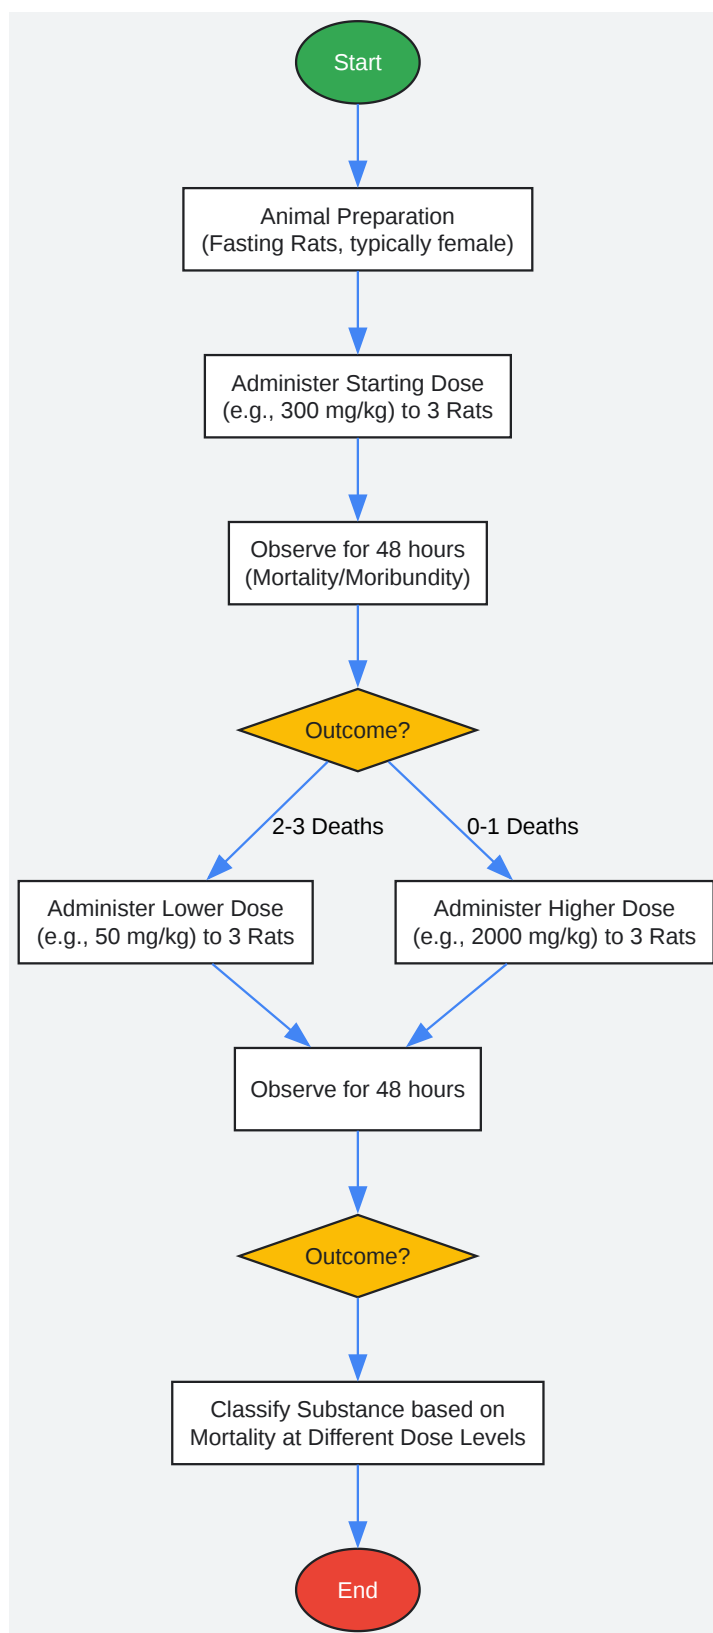 Start
Animal Preparation
(Fasting Rats, typically female)
Administer Starting Dose
(e.g., 300 mg/kg) to 3 Rats
Observe for 48 hours
(Mortality/Moribundity)
Outcome?
2-3 Deaths
0-1 Deaths
Administer Lower Dose
(e.g., 50 mg/kg) to 3 Rats
Administer Higher Dose
(e.g., 2000 mg/kg) to 3 Rats
Observe for 48 hours
Outcome?
Classify Substance based on
Mortality at Different Dose Levels
End